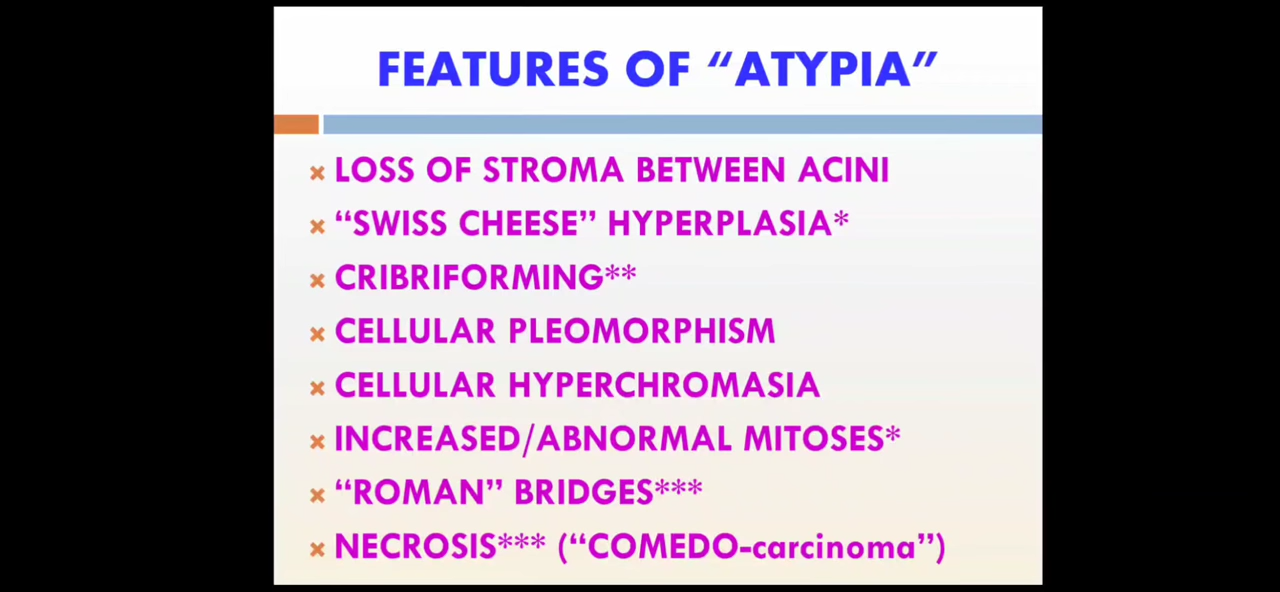 FEATURES OF “ATYPIA”
LOSS OF STROMA BETWEEN ACINI
“SWISS CHEESE” HYPERPLASIA*
CRIBRIFORMING**
CELLULAR PLEOMORPHISM
CELLULAR HYPERCHROMASIA
INCREASED/ABNORMAL MITOSES*
“ROMAN” BRIDGES***
NECROSIS*** (“COMEDO-carcinoma”)